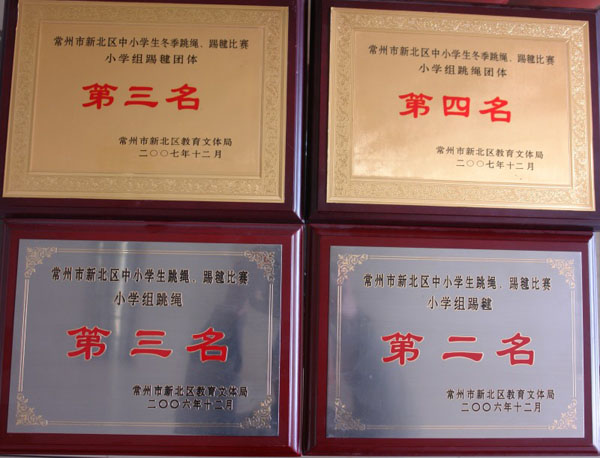 常州市新北区中小学生冬季跳绳、踢毽比赛
小学组踢毽团体
第三名
常州市新北区教育文体局
二〇〇七年十二月
常州市新北区中小学生冬季跳绳、踢毽比赛
小学组跳绳团体
第四名
常州市新北区教育文体局
二〇〇七年十二月
常州市新北区中小学生跳绳、踢毽比赛
小学组跳绳
第三名
常州市新北区教育文体局
二〇〇六年十二月
常州市新北区中小学生跳绳、踢毽比赛
小学组踢毽
第二名
常州市新北区教育文体局
二〇〇六年十二月